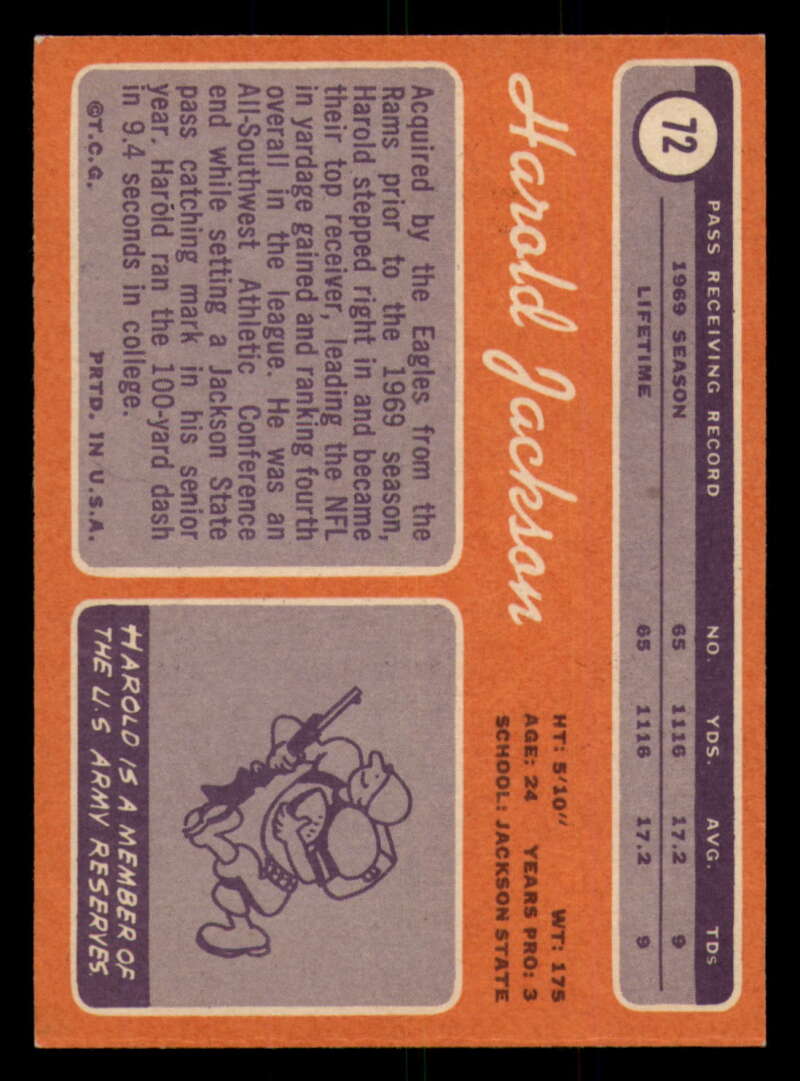 72
PASS RECEIVING RECORD NO. YDS. AVG. TDS
1969 SEASON 65 1116 17.2 9
LIFETIME 65 1116 17.2 9
Harold Jackson
HT: 5'10" WT: 175
AGE: 24 YEARS PRO: 3
SCHOOL: JACKSON STATE
Acquired by the Eagles from the
Rams prior to the 1969 season,
Harold stepped right in and became
their top receiver, leading the NFL
in yardage gained and ranking fourth
overall in the league. He was an
All-Southwest Athletic Conference
end while setting a Jackson State
pass catching mark in his senior
year. Harold ran the 100-yard dash
in 9.4 seconds in college.
©T.C.G. PRTD. IN U.S.A.
HAROLD IS A MEMBER OF
THE U.S ARMY RESERVES.